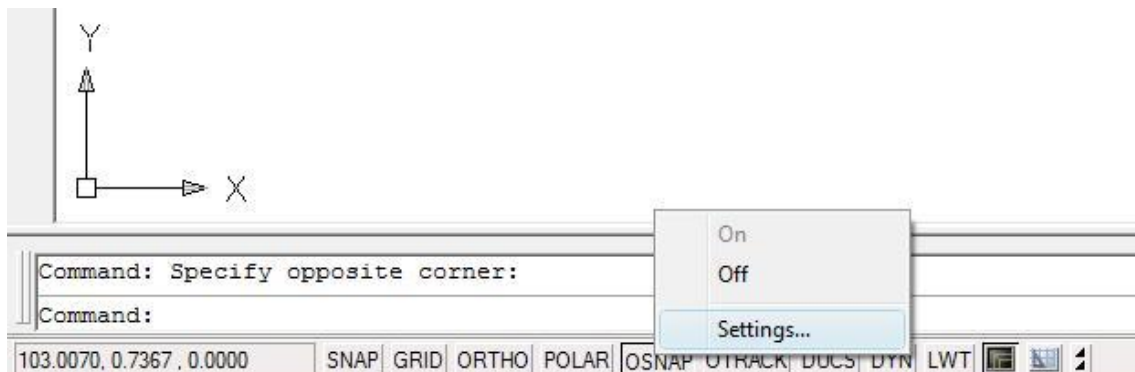 Y
X
On
Off
Settings...
Command: Specify opposite corner:
Command:
103.0070, 0.7367 , 0.0000 SNAP GRID ORTHO POLAR OSNAP OTRACK DUCS DYN LWT